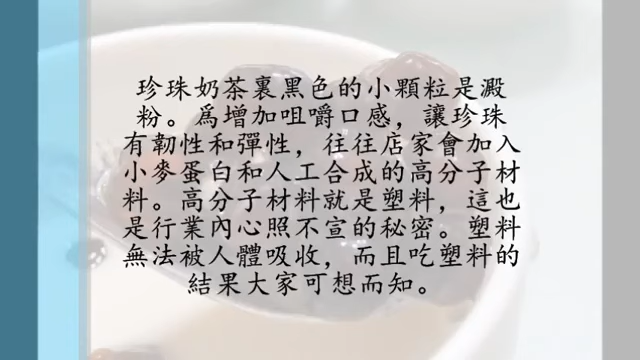 珍珠奶茶裏黑色的小顆粒是澱
粉。爲增加咀嚼口感，讓珍珠
有韌性和彈性，往往店家會加入
小麥蛋白和人工合成的高分子材
料。高分子材料就是塑料，這也
是行業內心照不宣的秘密。塑料
無法被人體吸收，而且吃塑料的
結果大家可想而知。